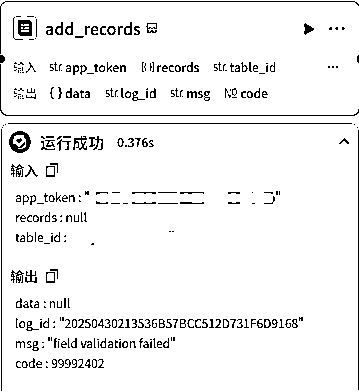 add_records
输入 str. app_token [{}] records str. table_id ...
输出 { } data str. log_id str. msg № code
运行成功 0.376s
输入
app_token : " "
records : null
table_id :
输出
data : null
log_id : "20250430213536B57BCC512D731F6D9168"
msg : "field validation failed"
code : 99992402